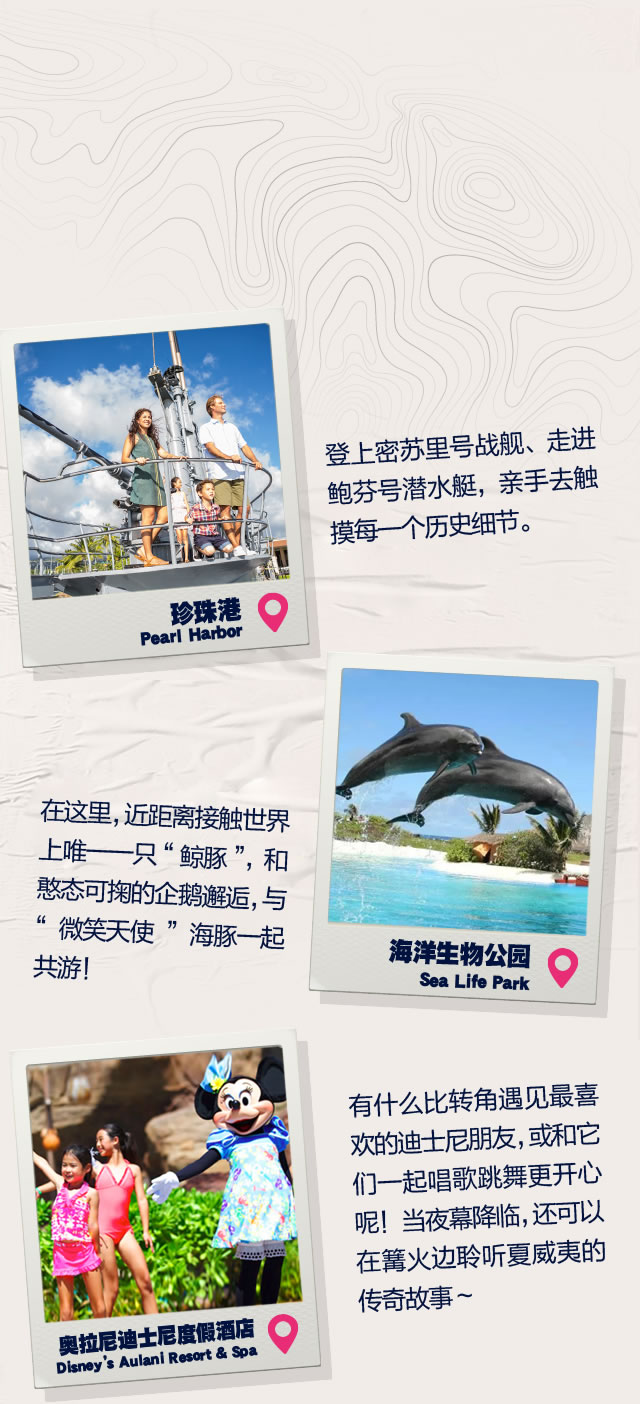 登上密苏里号战舰、走进
鲍芬号潜水艇，亲手去触
摸每一个历史细节。
珍珠港
Pearl Harbor
在这里,近距离接触世界
上唯一一只“鲸豚”，和
憨态可掬的企鹅邂逅,与
“微笑天使”海豚一起
共游!
海洋生物公园
Sea Life Park
有什么比转角遇见最喜
欢的迪士尼朋友,或和它
们一起唱歌跳舞更开心
呢！当夜幕降临,还可以
在篝火边聆听夏威夷的
传奇故事~
奥拉尼迪士尼度假酒店
Disney's Aulani Resort & Spa